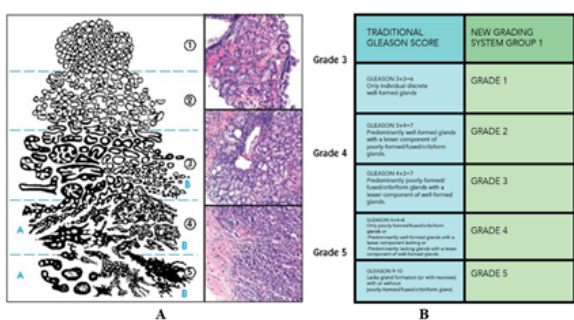 1
2
3
B
A
4
B
A
5
B
Grade 3
Grade 4
Grade 5
A
TRADITIONAL
GLEASON SCORE
NEW GRADING
SYSTEM GROUP 1
GLEASON 3+3=6
Only individual discrete
well-formed glands
GRADE 1
GLEASON 3+4=7
Predominantly well-formed glands
with a lesser component of
poorly-formed/fused/cribriform
glands.
GRADE 2
GLEASON 4+3=7
Predominantly poorly-formed/
fused/cribriform glands with a
lesser component of well-formed
glands.
GRADE 3
GLEASON 4+4=8
Only poorly-formed/fused/cribriform
glands or
-Predominantly well-formed glands with a
lesser component lacking or
-Predominantly lacking glands with a lesser
component of well-formed glands.
GRADE 4
GLEASON 9-10
Lacks gland formation (or with necrosis)
with or without
poorly-formed/fused/cribriform gland.
GRADE 5
B